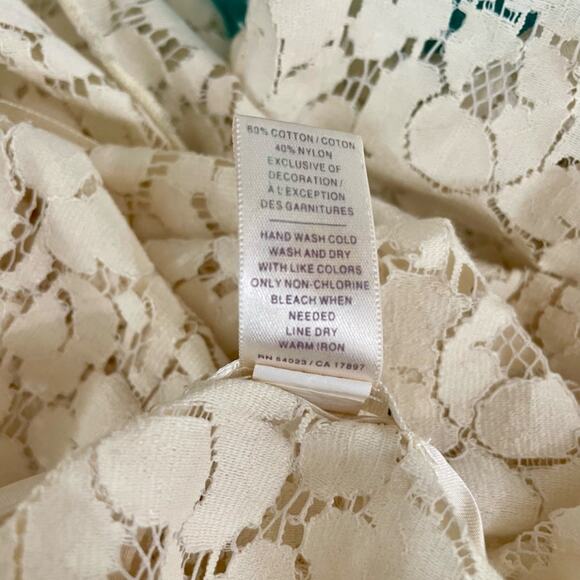 60% COTTON / COTON
40% NYLON
EXCLUSIVE OF
DECORATION /
À L'EXCEPTION
DES GARNITURES
HAND WASH COLD
WASH AND DRY
WITH LIKE COLORS
ONLY NON-CHLORINE
BLEACH WHEN
NEEDED
LINE DRY
WARM IRON
RN 54023 / CA 17897